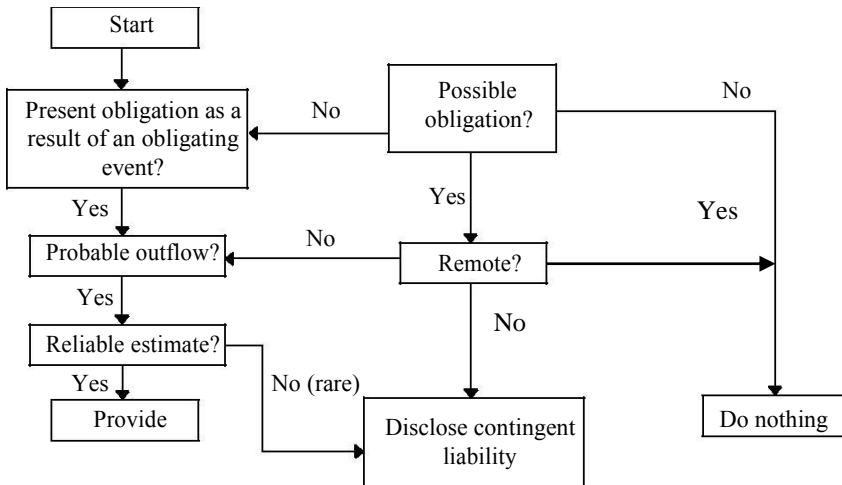 Start
Present obligation as a
result of an obligating
event?
No
Possible
obligation?
No
Yes
Yes
Yes
Probable outflow?
No
Remote?
Yes
No
Reliable estimate?
Yes
No (rare)
Provide
Disclose contingent
liability
Do nothing